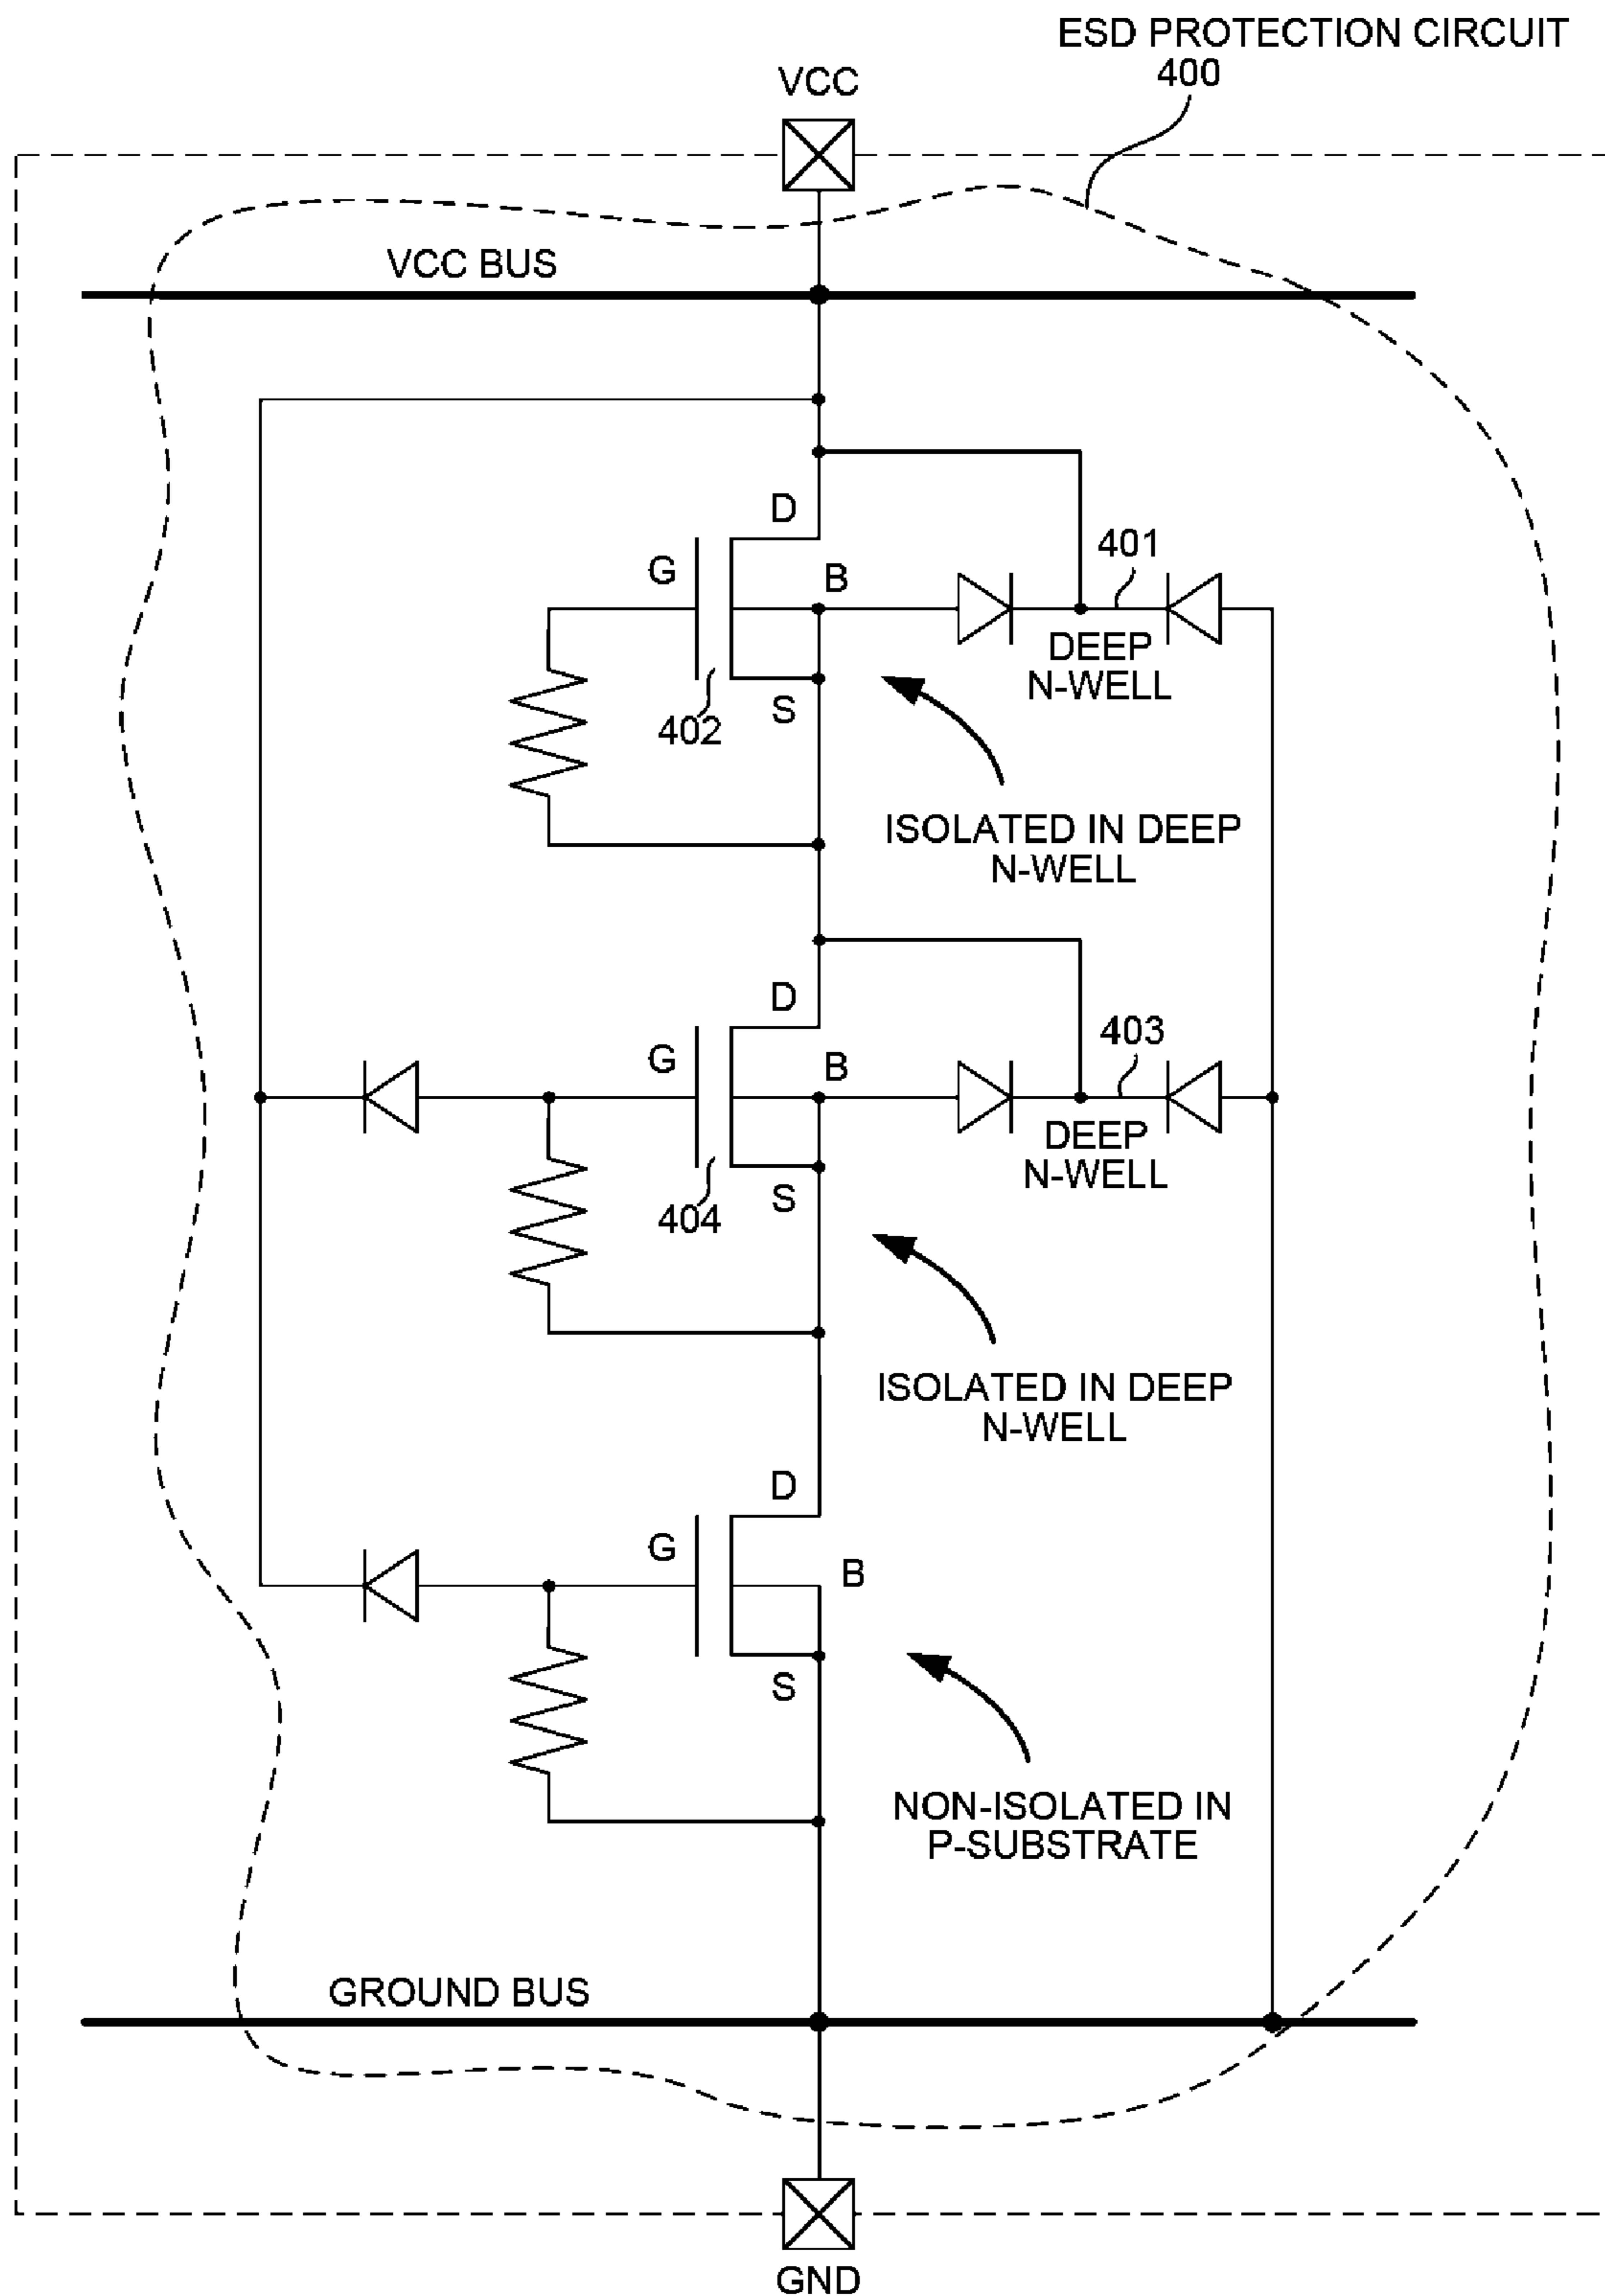 ESD PROTECTION CIRCUIT
400
VCC
VCC BUS
D
G
B
401
DEEP
N-WELL
S
402
ISOLATED IN DEEP
N-WELL
D
G
B
403
DEEP
N-WELL
S
404
ISOLATED IN DEEP
N-WELL
D
G
B
S
NON-ISOLATED IN
P-SUBSTRATE
GROUND BUS
GND